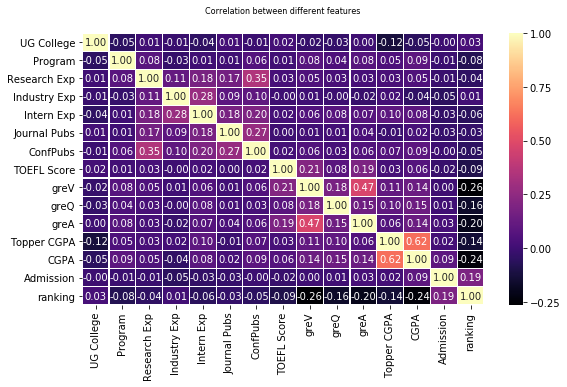 Correlation between different features
UG College 1.00 -0.05 0.01 -0.01 -0.04 0.01 -0.01 0.02 -0.02 -0.03 0.00 -0.12 -0.05 -0.00 0.03
Program -0.05 1.00 0.08 -0.03 0.01 0.01 0.06 0.01 0.08 0.04 0.08 0.05 0.09 -0.01 -0.08
Research Exp 0.01 0.08 1.00 0.11 0.18 0.17 0.35 0.03 0.05 0.03 0.03 0.03 0.05 -0.01 -0.04
Industry Exp -0.01 -0.03 0.11 1.00 0.28 0.09 0.10 -0.00 0.01 -0.00 -0.02 0.02 -0.04 -0.05 0.01
Intern Exp -0.04 0.01 0.18 0.28 1.00 0.18 0.20 0.02 0.06 0.08 0.07 0.10 0.08 -0.03 -0.06
Journal Pubs 0.01 0.01 0.17 0.09 0.18 1.00 0.27 0.00 0.01 0.01 0.04 -0.01 0.02 -0.03 -0.03
ConfPubs -0.01 0.06 0.35 0.10 0.20 0.27 1.00 0.02 0.06 0.03 0.06 0.07 0.09 -0.00 -0.05
TOEFL Score 0.02 0.01 0.03 -0.00 0.02 0.00 0.02 1.00 0.21 0.08 0.19 0.03 0.06 -0.02 -0.09
greV -0.02 0.08 0.05 0.01 0.06 0.01 0.06 0.21 1.00 0.18 0.47 0.11 0.14 0.00 -0.26
greQ -0.03 0.04 0.03 -0.00 0.08 0.01 0.03 0.08 0.18 1.00 0.15 0.10 0.15 0.01 -0.16
greA 0.00 0.08 0.03 -0.02 0.07 0.04 0.06 0.19 0.47 0.15 1.00 0.06 0.14 0.03 -0.20
Topper CGPA -0.12 0.05 0.03 0.02 0.10 -0.01 0.07 0.03 0.11 0.10 0.06 1.00 0.62 0.02 -0.14
CGPA -0.05 0.09 0.05 -0.04 0.08 0.02 0.09 0.06 0.14 0.15 0.14 0.62 1.00 0.09 -0.24
Admission -0.00 -0.01 -0.01 -0.05 -0.03 -0.03 -0.00 -0.02 0.00 0.01 0.03 0.02 0.09 1.00 0.19
ranking 0.03 -0.08 -0.04 0.01 -0.06 -0.03 -0.05 -0.09 -0.26 -0.16 -0.20 -0.14 -0.24 0.19 1.00
UG College
Program
Research Exp
Industry Exp
Intern Exp
Journal Pubs
ConfPubs
TOEFL Score
greV
greQ
greA
Topper CGPA
CGPA
Admission
ranking
1.00
0.75
0.50
0.25
0.00
−0.25